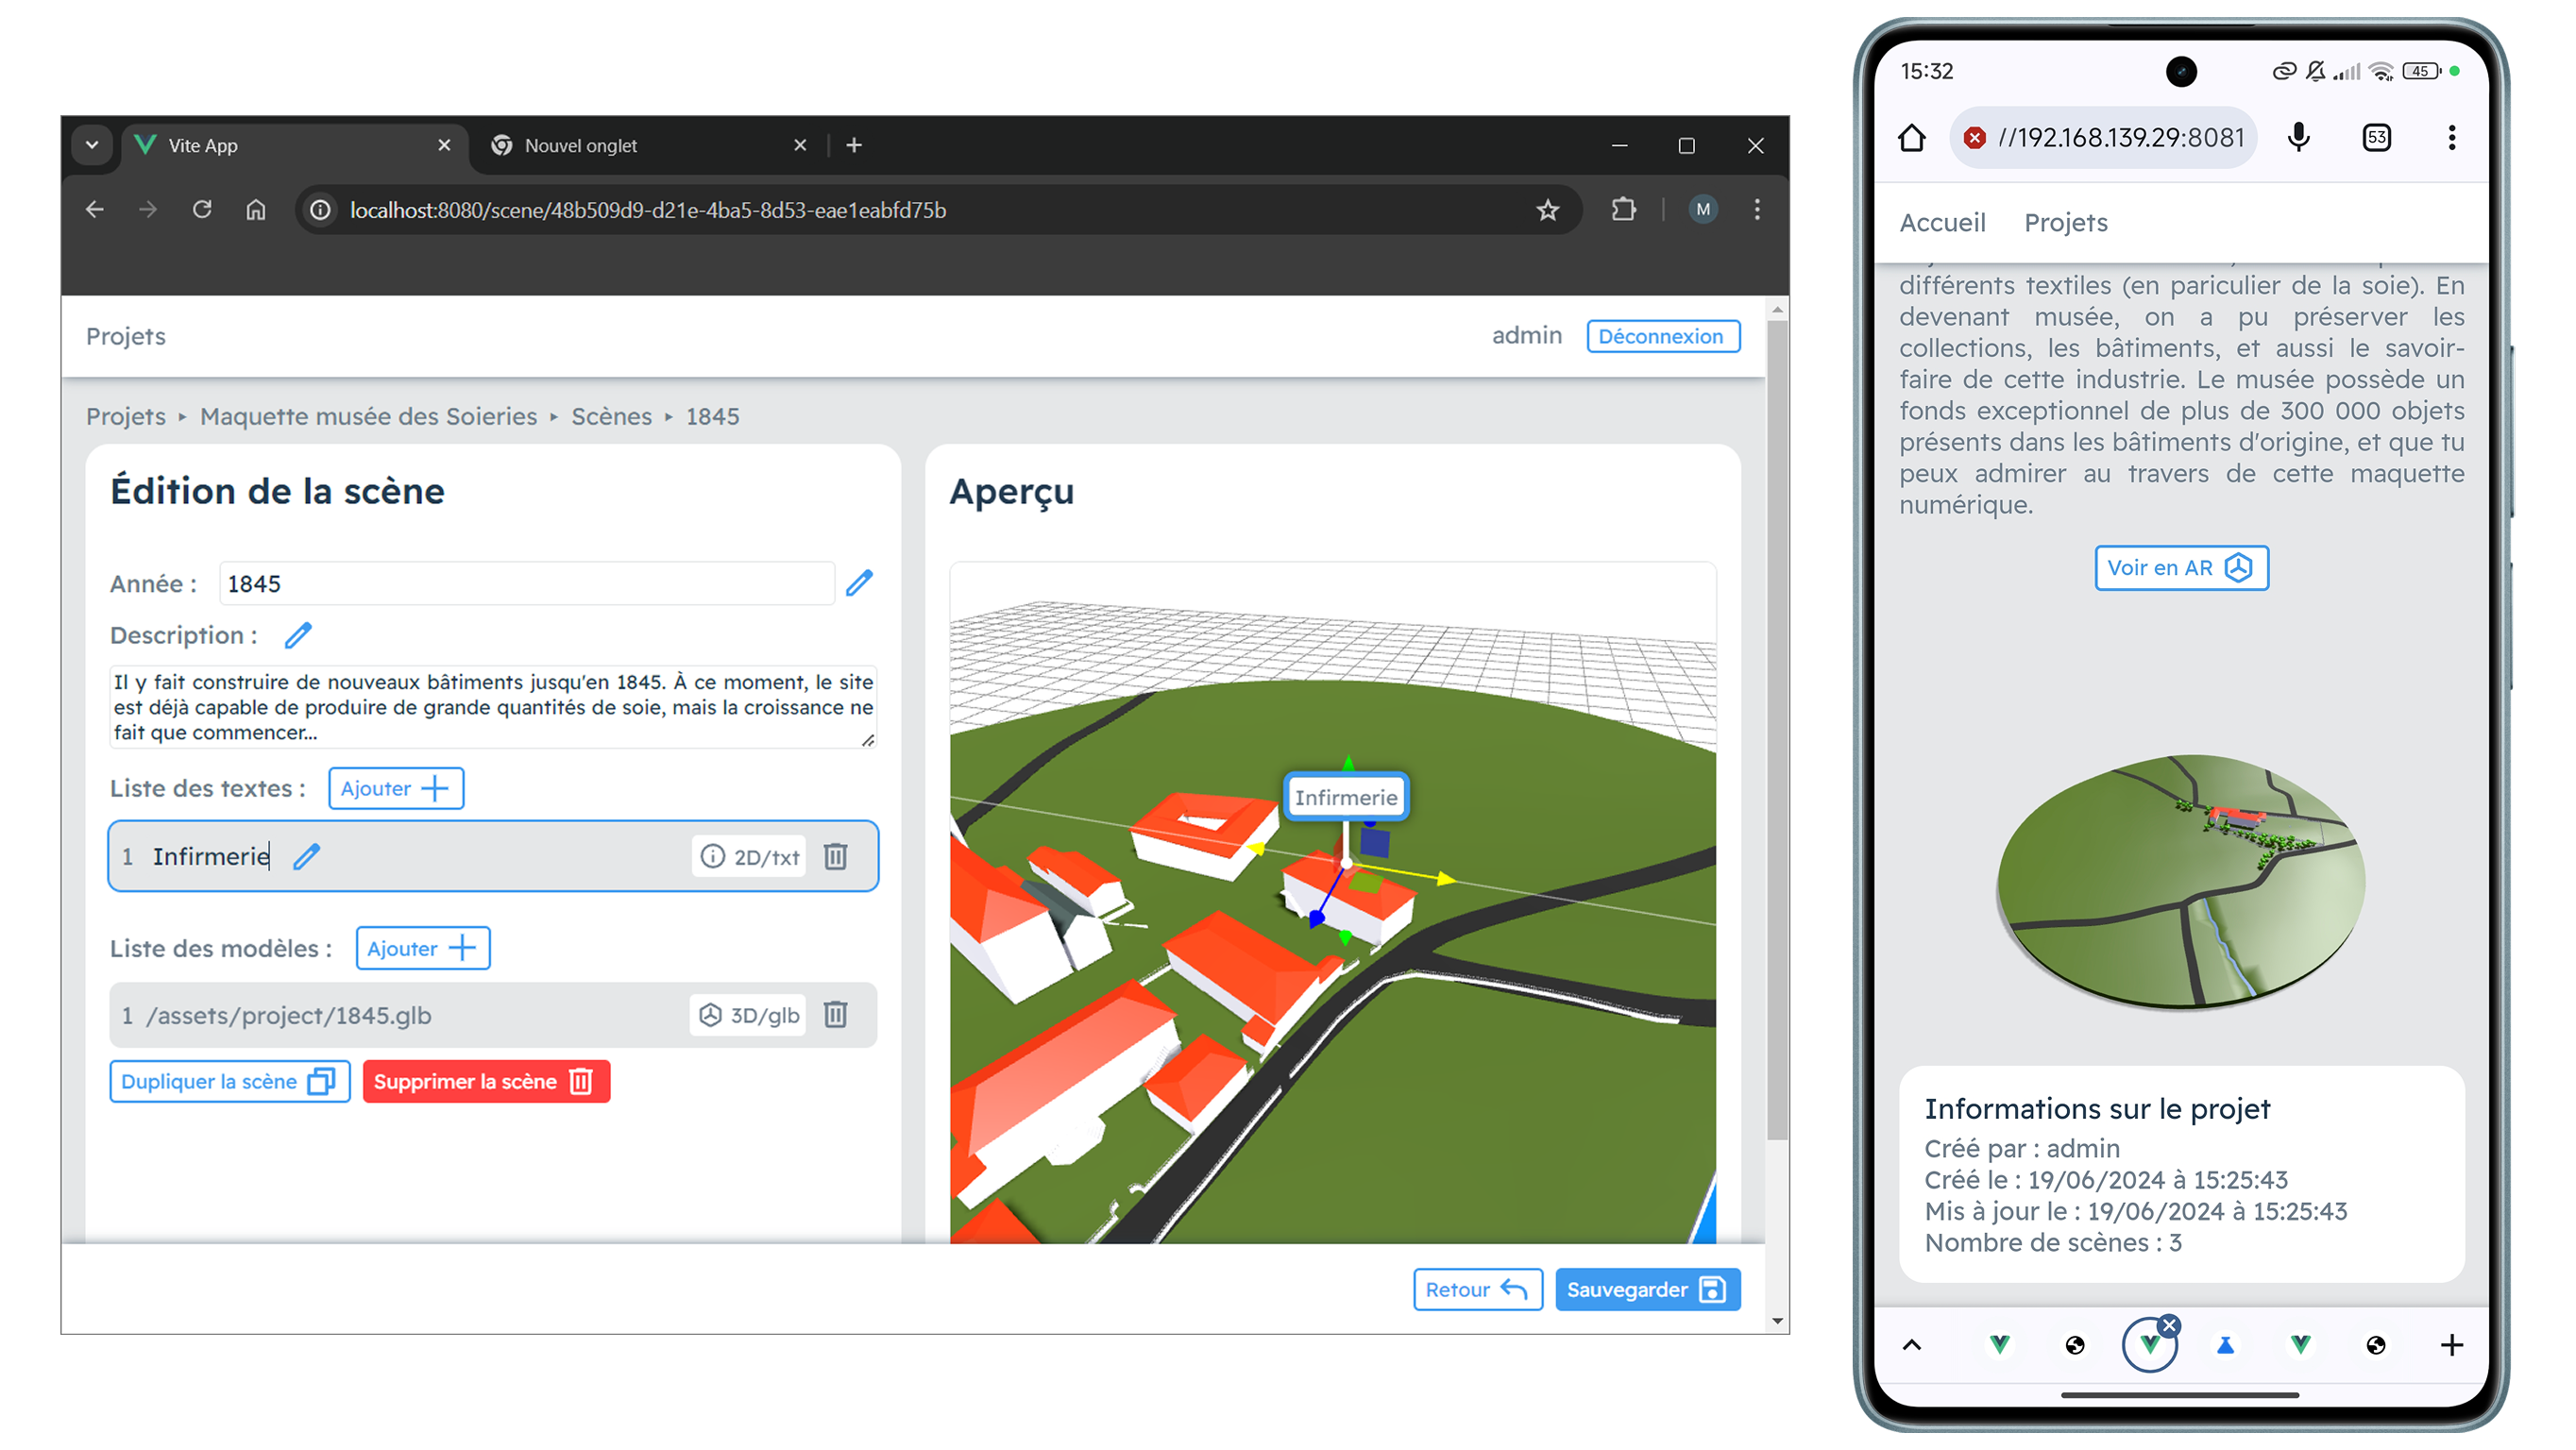 Vite App
Nouvel onglet
localhost:8080/scene/48b509d9-d21e-4ba5-8d53-eae1eabfd75b
M
Projets
admin
Déconnexion
Projets ▸ Maquette musée des Soieries ▸ Scènes ▸ 1845
Édition de la scène
Année :
1845
Description :
Il y fait construire de nouveaux bâtiments jusqu'en 1845. À ce moment, le site
est déjà capable de produire de grande quantités de soie, mais la croissance ne
fait que commencer...
Liste des textes :
Ajouter
1 Infirmerie
2D/txt
Liste des modèles :
Ajouter
1 /assets/project/1845.glb
3D/glb
Dupliquer la scène
Supprimer la scène
Aperçu
Infirmerie
Retour
Sauvegarder
15:32
45
//192.168.139.29:8081
53
Accueil
Projets
différents textiles (en pariculier de la soie). En
devenant musée, on a pu préserver les
collections, les bâtiments, et aussi le savoir-
faire de cette industrie. Le musée possède un
fonds exceptionnel de plus de 300 000 objets
présents dans les bâtiments d'origine, et que tu
peux admirer au travers de cette maquette
numérique.
Voir en AR
Informations sur le projet
Créé par : admin
Créé le : 19/06/2024 à 15:25:43
Mis à jour le : 19/06/2024 à 15:25:43
Nombre de scènes : 3